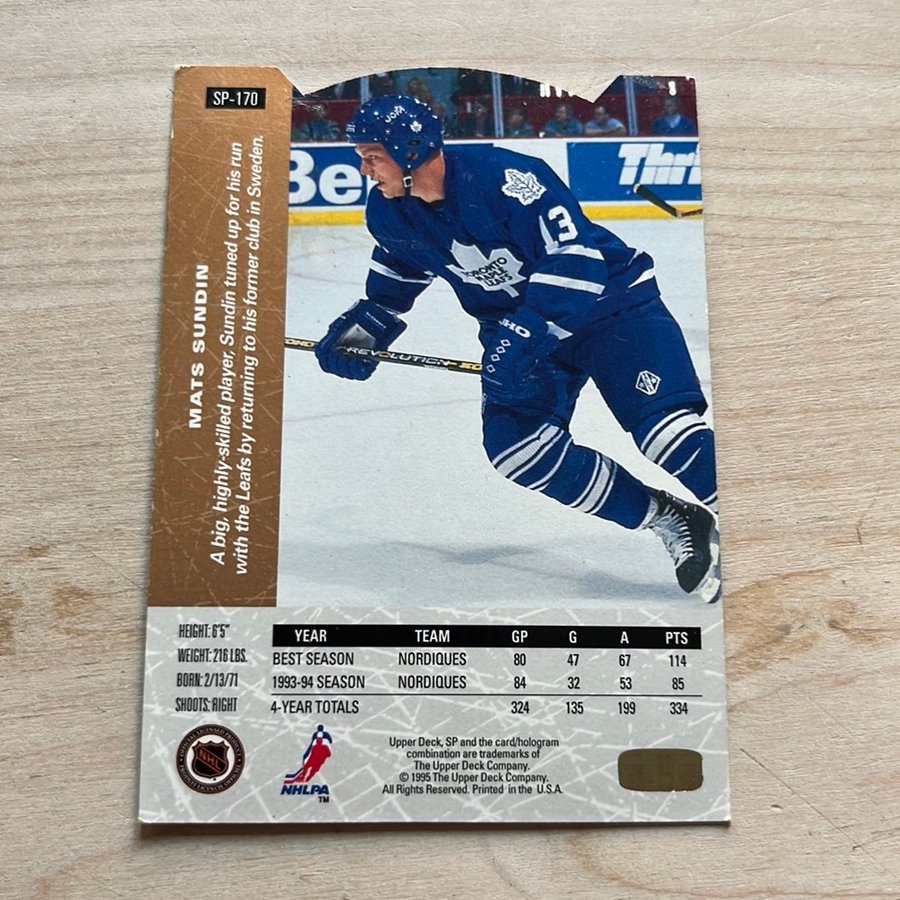 SP-170
MATS SUNDIN
A big, highly-skilled player, Sundin tuned up for his run
with the Leafs by returning to his former club in Sweden.
JOFA
Be
Thr
13
TORONTO
MAPLE
LEAFS
REVOLUTION
HEIGHT: 6'5"
WEIGHT: 216 LBS.
BORN: 2/13/71
SHOOTS: RIGHT
YEAR TEAM GP G A PTS
BEST SEASON NORDIQUES 80 47 67 114
1993-94 SEASON NORDIQUES 84 32 53 85
4-YEAR TOTALS 324 135 199 334
NHL
NHLPA
TM
Upper Deck, SP and the card/hologram
combination are trademarks of
The Upper Deck Company.
© 1995 The Upper Deck Company.
All Rights Reserved. Printed in the U.S.A.